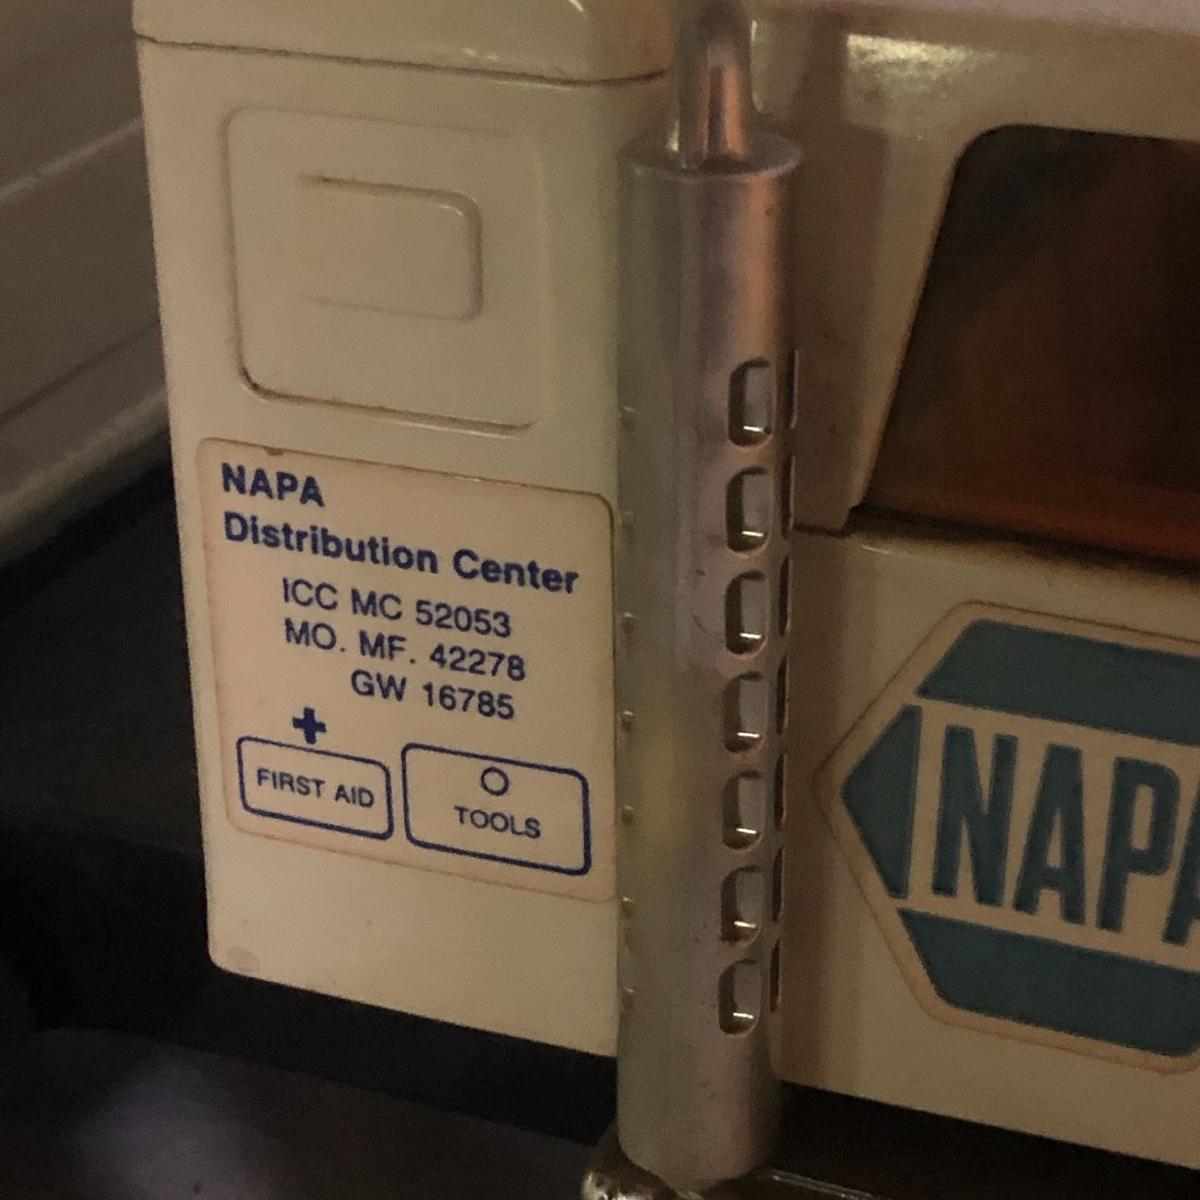 NAPA
Distribution Center
ICC MC 52053
MO. MF. 42278
GW 16785
FIRST AID
TOOLS
NAPA